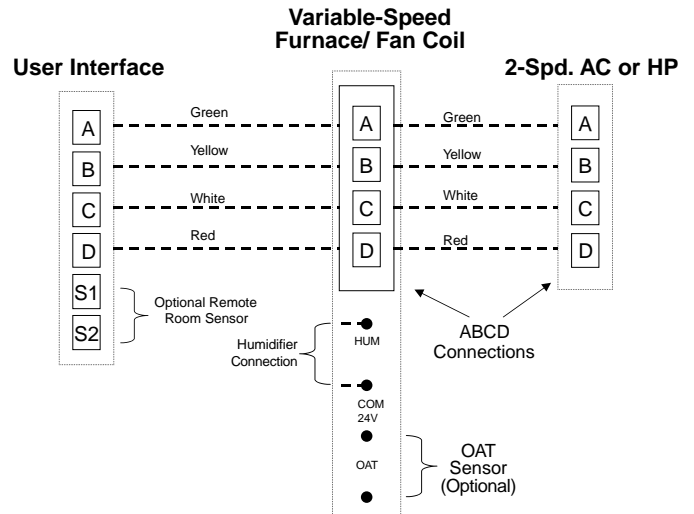 Variable-Speed
Furnace/ Fan Coil
User Interface
2-Spd. AC or HP
A
Green
A
Green
A
B
Yellow
B
Yellow
B
C
White
C
White
C
D
Red
D
Red
D
S1
S2
Optional Remote
Room Sensor
Humidifier
Connection
HUM
COM
24V
ABCD
Connections
OAT
OAT
Sensor
(Optional)